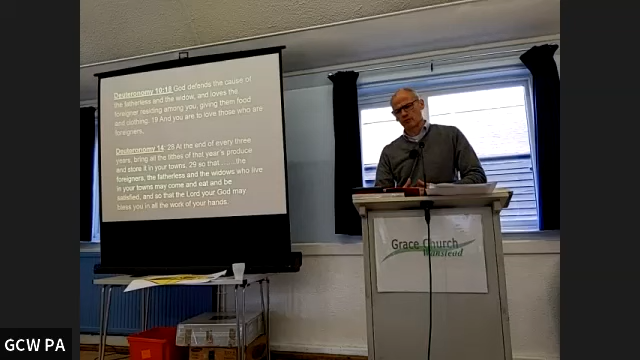 Deuteronomy 10:18 God defends the cause of
the fatherless and the widow, and loves the
foreigner residing among you, giving them food
and clothing. 19 And you are to love those who are
foreigners.
Deuteronomy 14: 28 At the end of every three
years, bring all the tithes of that year's produce
and store it in your towns, 29 so that.......the
foreigners, the fatherless and the widows who live
in your towns may come and eat and be
satisfied, and so that the Lord your God may
bless you in all the work of your hands.
Grace Church
Wanstead
GCW PA